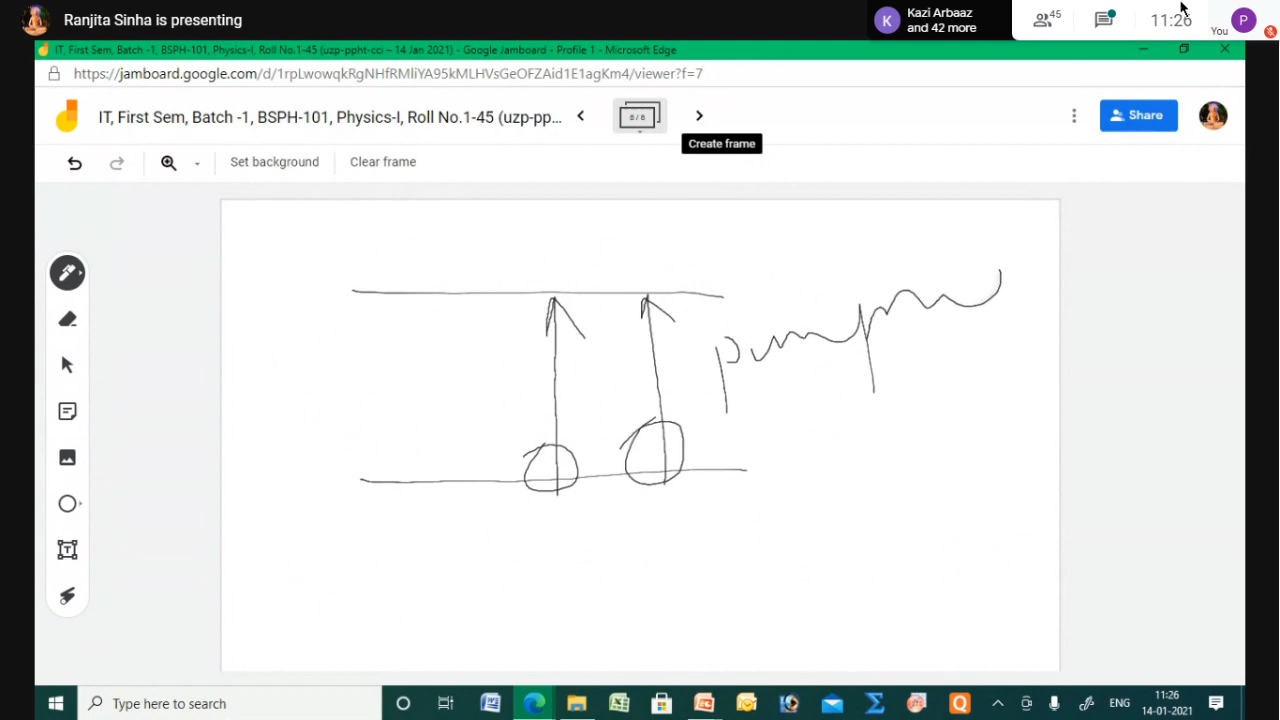 Ranjita Sinha is presenting
K
Kazi Arbaaz
and 42 more
45
11:26
You
P
IT, First Sem, Batch -1, BSPH-101, Physics-I, Roll No.1-45 (uzp-ppht-cci – 14 Jan 2021) - Google Jamboard - Profile 1 - Microsoft Edge
https://jamboard.google.com/d/1rpLwowqkRgNHfRMliYA95kMLHVsGeOFZAid1E1agKm4/viewer?f=7
IT, First Sem, Batch -1, BSPH-101, Physics-I, Roll No.1-45 (uzp-pp...
8 / 8
Share
Create frame
Set background
Clear frame
Type here to search
ENG
11:26
14-01-2021